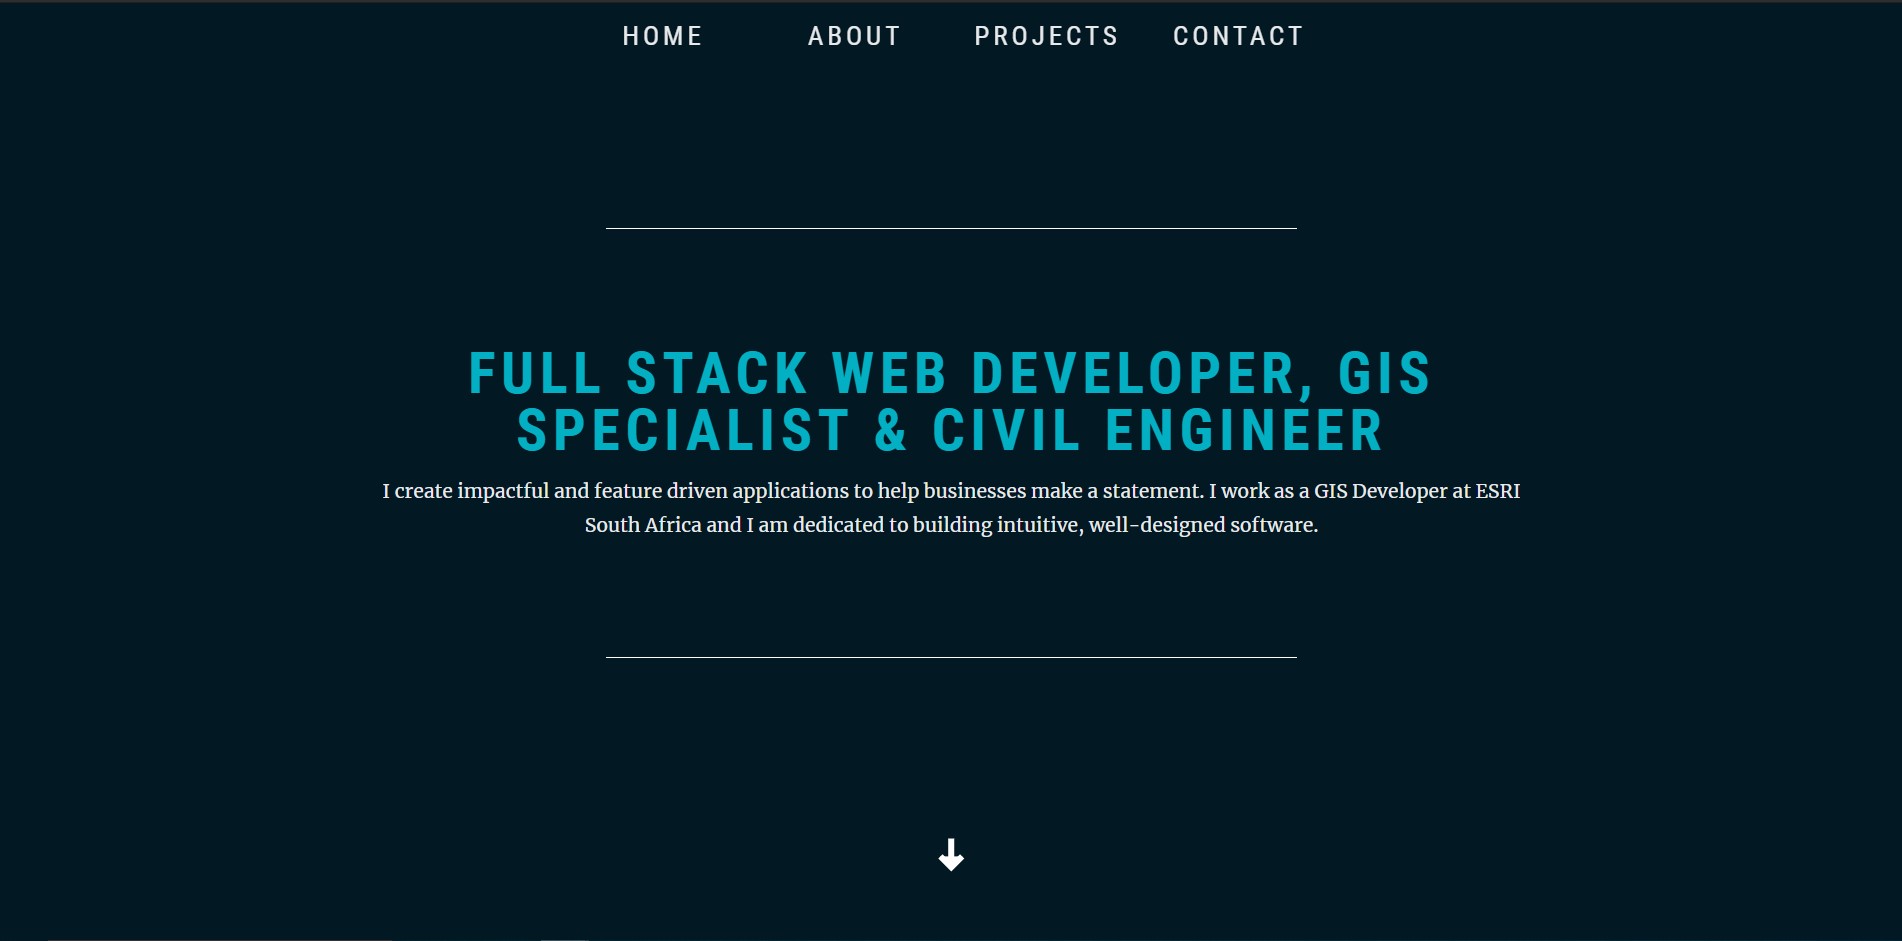 HOME ABOUT PROJECTS CONTACT
FULL STACK WEB DEVELOPER, GIS
SPECIALIST & CIVIL ENGINEER
I create impactful and feature driven applications to help businesses make a statement. I work as a GIS Developer at ESRI
South Africa and I am dedicated to building intuitive, well-designed software.